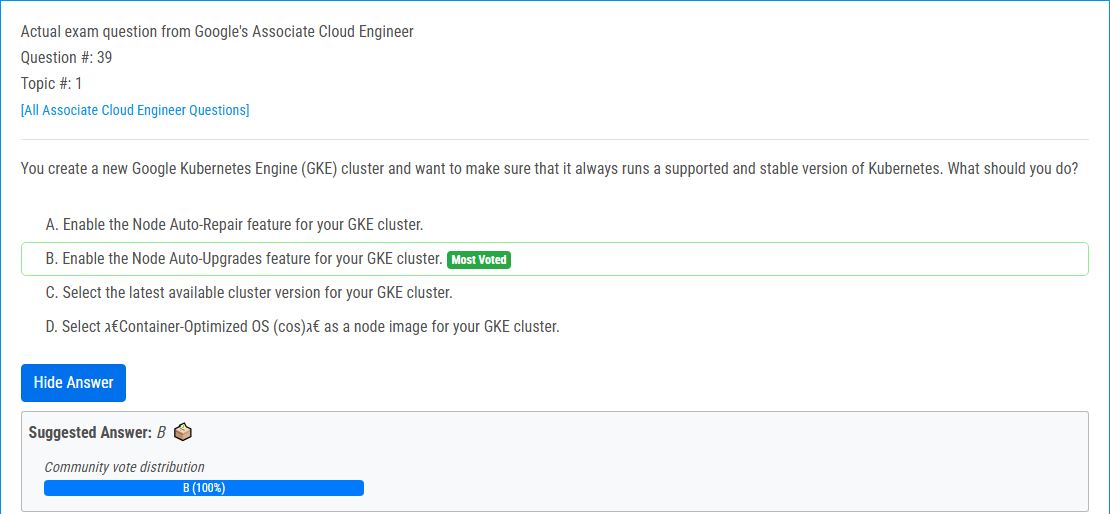 Actual exam question from Google's Associate Cloud Engineer
Question #: 39
Topic #: 1
[All Associate Cloud Engineer Questions]
You create a new Google Kubernetes Engine (GKE) cluster and want to make sure that it always runs a supported and stable version of Kubernetes. What should you do?
A. Enable the Node Auto-Repair feature for your GKE cluster.
B. Enable the Node Auto-Upgrades feature for your GKE cluster. Most Voted
C. Select the latest available cluster version for your GKE cluster.
D. Select ג€Container-Optimized OS (cos)ג€ as a node image for your GKE cluster.
Hide Answer
Suggested Answer: B
Community vote distribution
B (100%)